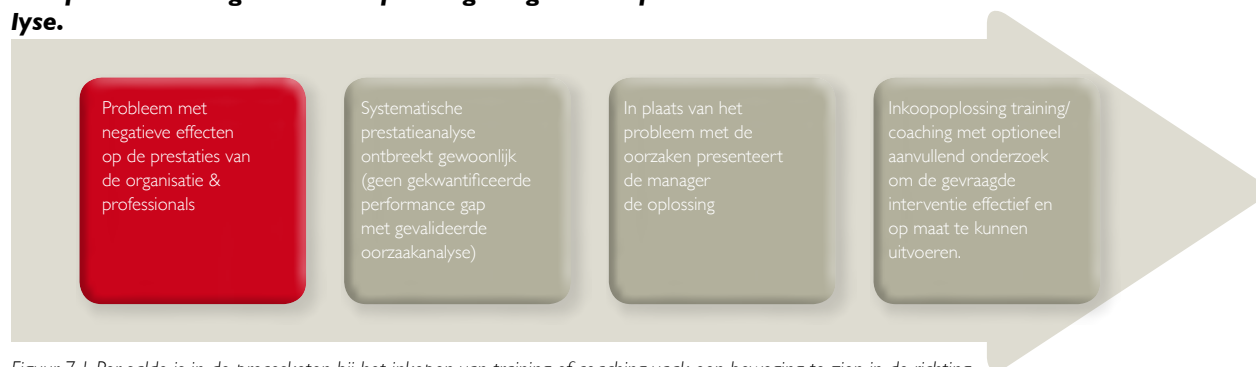 lyse.
Probleem met
negatieve effecten
op de prestaties van
de organisatie &
professionals
Systematische
prestatieanalyse
ontbreekt gewoonlijk
(geen gekwantificeerde
performance gap
met gevalideerde
oorzaakanalyse)
In plaats van het
probleem met de
oorzaken presenteert
de manager
de oplossing
Inkoopoplossing training/
coaching met optioneel
aanvullend onderzoek
om de gevraagde
interventie effectief en
op maat te kunnen
uitvoeren.